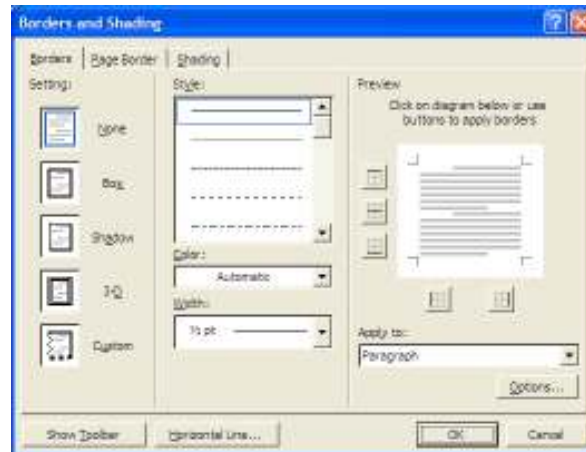 Borders and Shading
Borders Page Border Shading
Setting:
None
Box
Shadow
3-D
Custom
Style:
Color:
Automatic
Width:
½ pt
Preview
Click on diagram below or use
buttons to apply borders
Apply to:
Paragraph
Options...
Show Toolbar Horizontal Line... OK Cancel